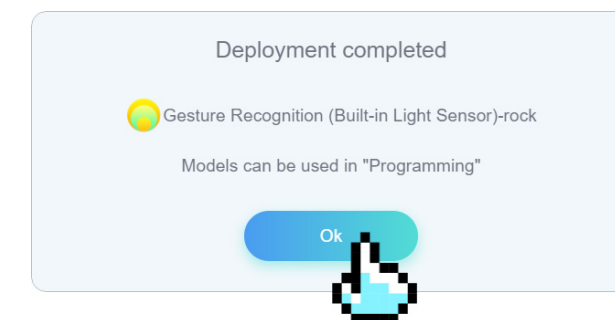 Deployment completed
Gesture Recognition (Built-in Light Sensor)-rock
Models can be used in "Programming"
Ok